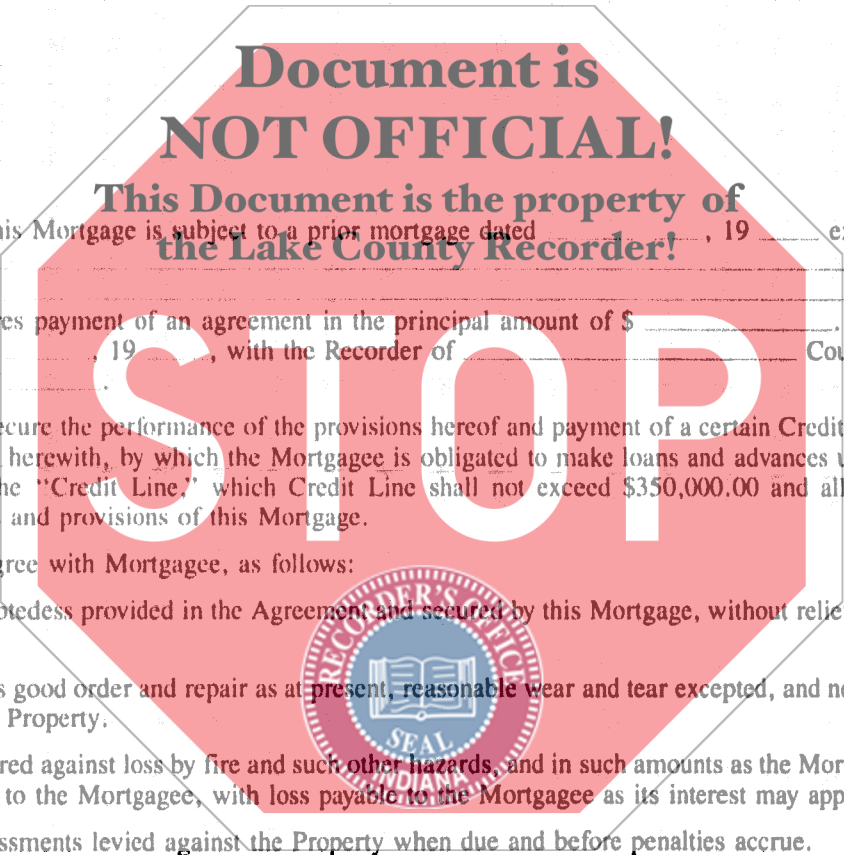 Document is
NOT OFFICIAL!
This Document is the property of
the Lake County Recorder!
his Mortgage is subject to a prior mortgage dated , 19
payment of an agreement in the principal amount of $ .
, 19 , with the Recorder of
.
STOP
ecure the performance of the provisions hereof and payment of a certain Credit
herewith, by which the Mortgagee is obligated to make loans and advances
he "Credit Line," which Credit Line shall not exceed $350,000.00 and all
and provisions of this Mortgage.
gree with Mortgagee, as follows:
btedess provided in the Agreement and secured by this Mortgage, without relie
s good order and repair as at present, reasonable wear and tear excepted, and
Property.
red against loss by fire and such other hazards, and in such amounts as the Mor
to the Mortgagee, with loss payable to the Mortgagee as its interest may app
ssments levied against the Property when due and before penalties accrue.
RECORDER'S OFFICE
SEAL
INDIANA